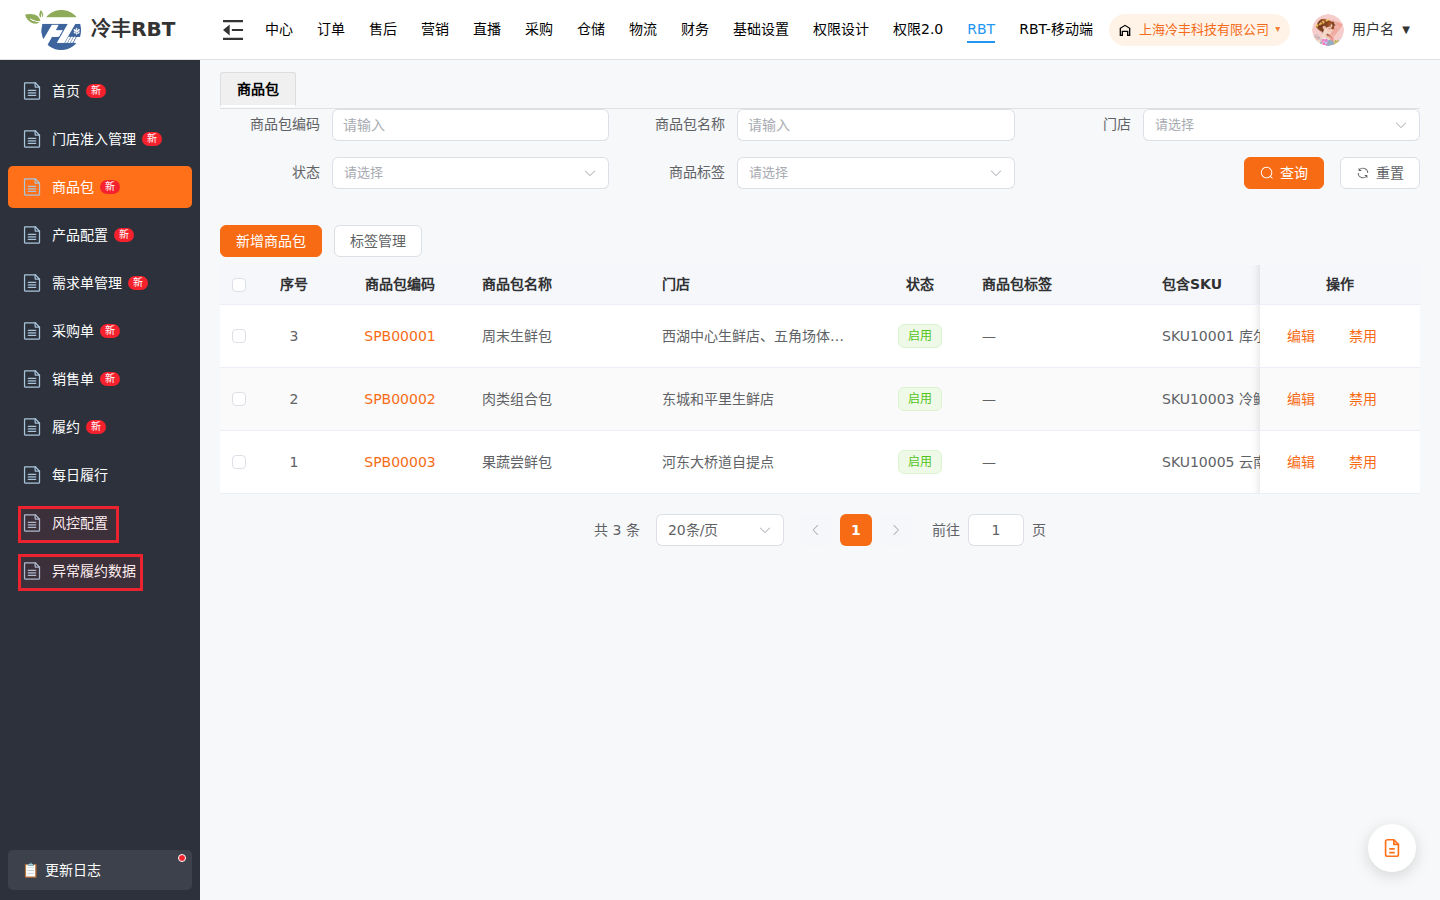 冷丰RBT
中心 订单 售后 营销 直播 采购 仓储 物流 财务 基础设置 权限设计 权限2.0 RBT RBT-移动端 上海冷丰科技有限公司 ▾ 用户名 ▼
首页 新
门店准入管理 新
商品包 新
产品配置 新
需求单管理 新
采购单 新
销售单 新
履约 新
每日履行
风控配置
异常履约数据
更新日志
商品包
商品包编码 请输入 商品包名称 请输入 门店 请选择
状态 请选择 商品标签 请选择 查询 重置
新增商品包 标签管理
序号 商品包编码 商品包名称 门店 状态 商品包标签 包含SKU 操作
3 SPB00001 周末生鲜包 西湖中心生鲜店、五角场体... 启用 — SKU10001 编辑 禁用
2 SPB00002 肉类组合包 东城和平里生鲜店 启用 — SKU10003 冷 编辑 禁用
1 SPB00003 果蔬尝鲜包 河东大桥道自提点 启用 — SKU10005 云南 编辑 禁用
共 3 条 20条/页 1 前往 1 页